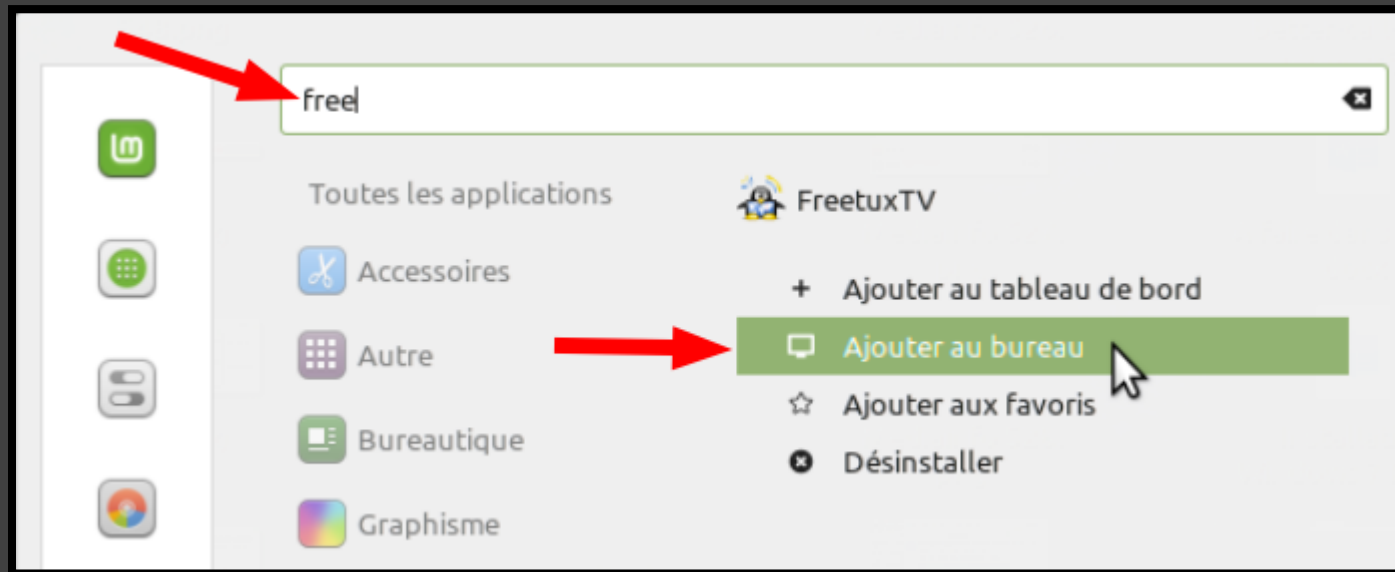 free
Toutes les applications
Accessoires
Autre
Bureautique
Graphisme
FreetuxTV
Ajouter au tableau de bord
Ajouter au bureau
Ajouter aux favoris
Désinstaller